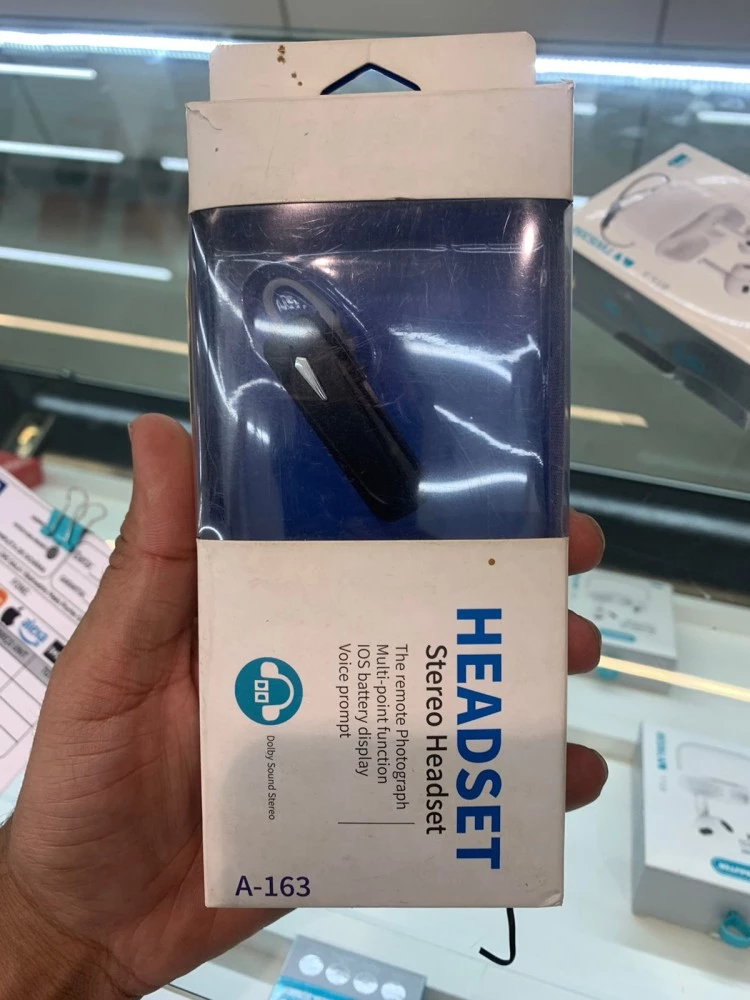 HEADSET
Stereo Headset
The remote Photograph
Multi-point function
IOS battery display
Voice prompt
Dolby Sound Stereo
A-163